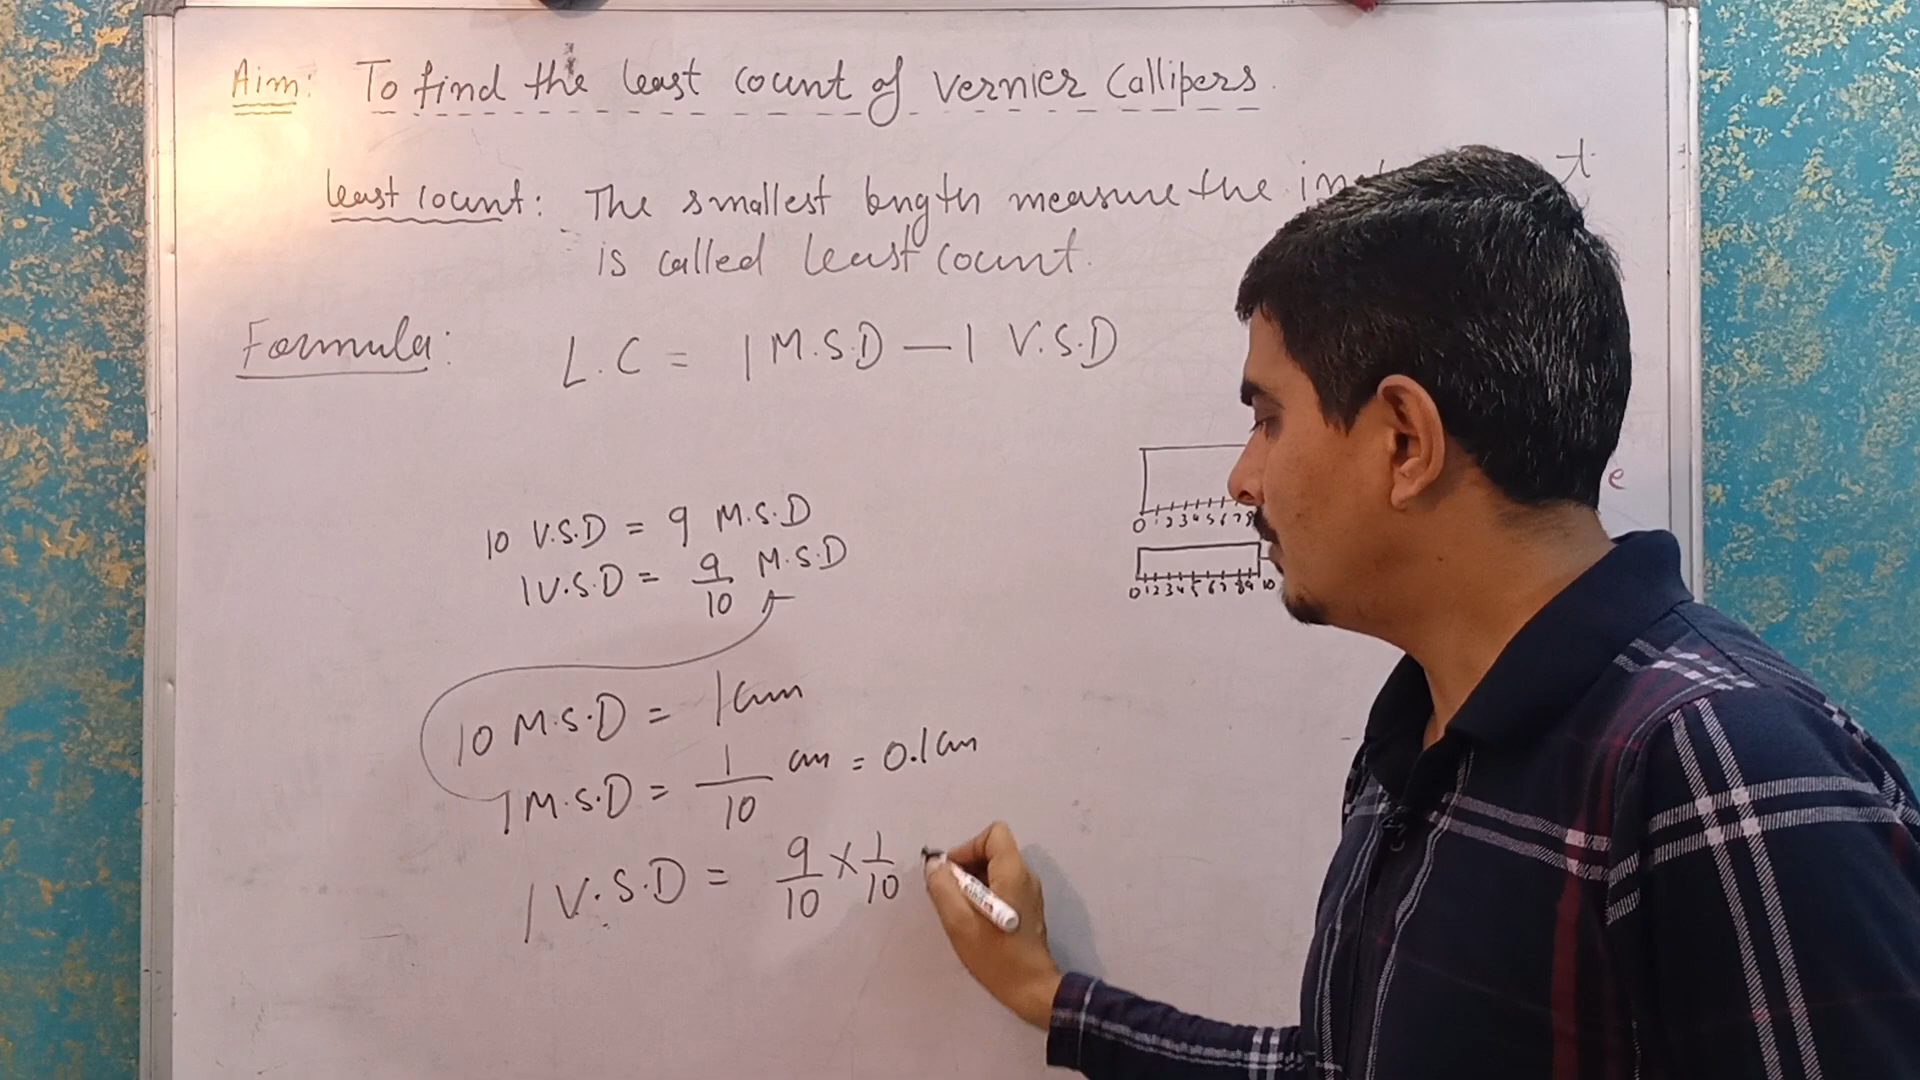 Aim: To find the least count of Vernier Callipers.
least count: The smallest length measure the
is called least count.
Formula: L.C = 1 M.S.D — 1 V.S.D
10 V.S.D = 9 M.S.D
1 V.S.D = 9/10 M.S.D
10 M.S.D = 1 cm
1 M.S.D = 1/10 cm = 0.1 cm
1 V.S.D = 9/10 × 1/10
0 1 2 3 4 5 6 7 8
0 1 2 3 4 5 6 7 8 9 10
e